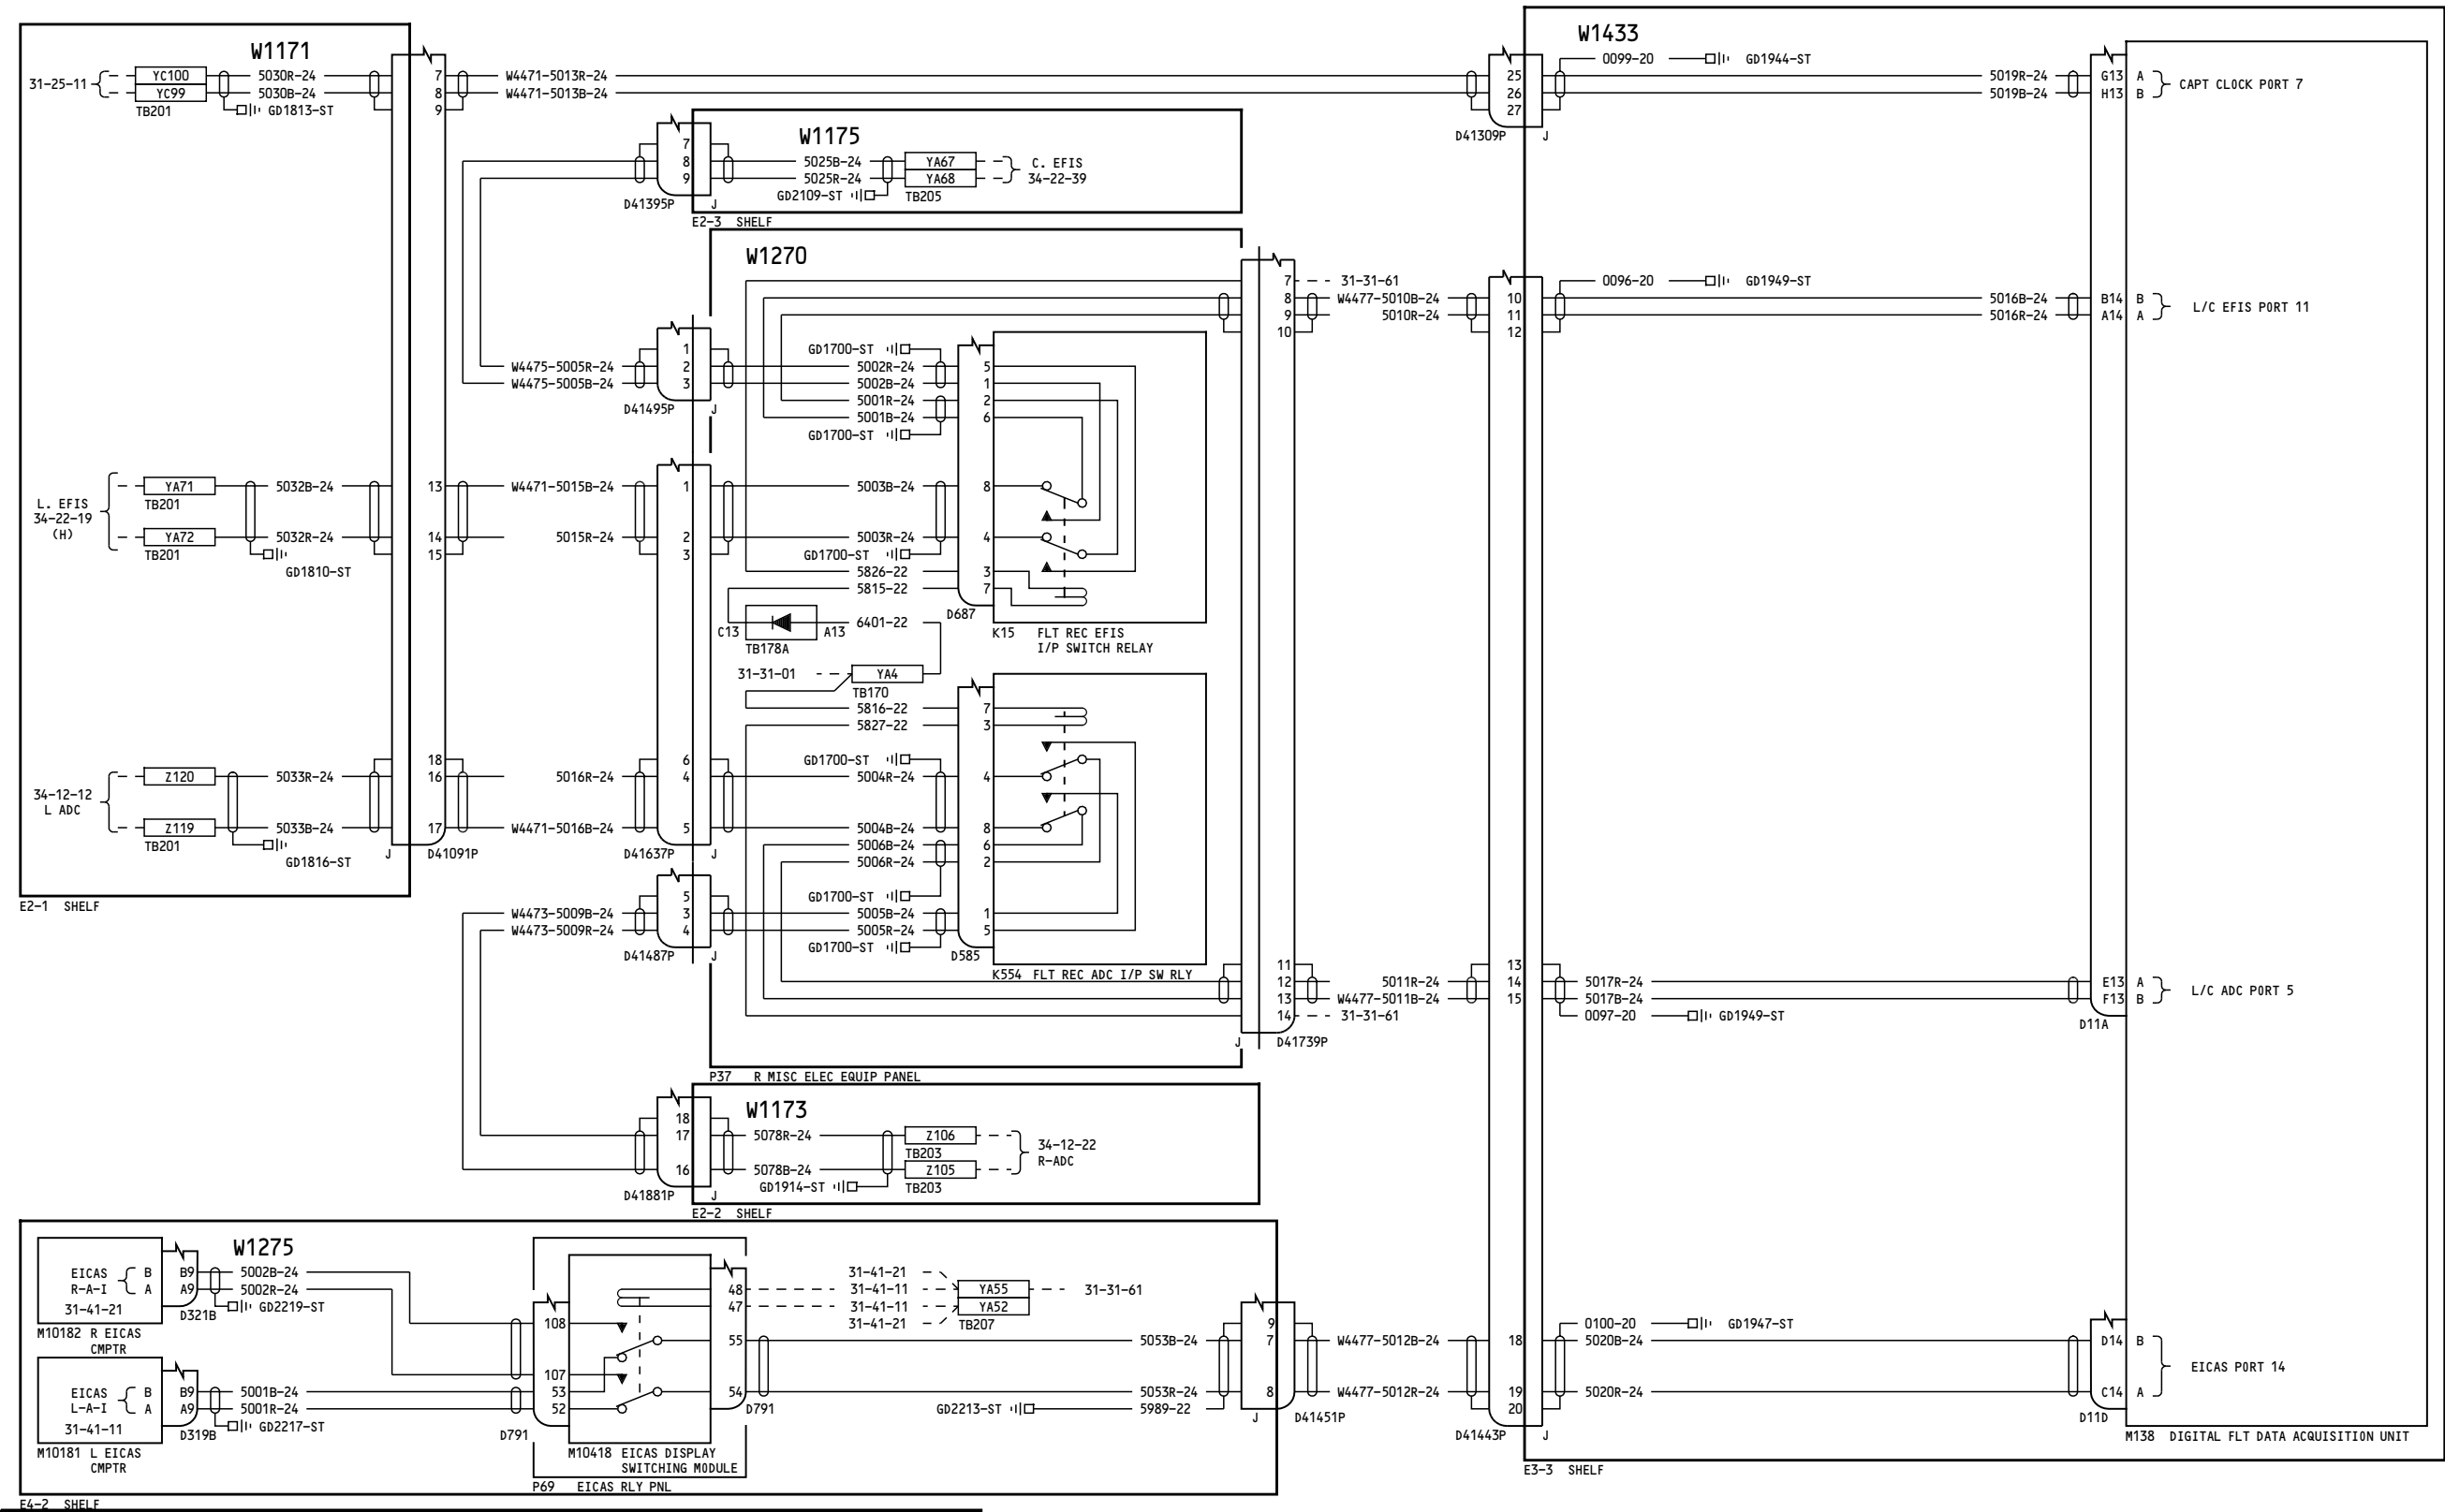 W1171
31-25-11
YC100
5030R-24
YC99
5030B-24
TB201
GD1813-ST
7
8
9
W4471-5013R-24
W4471-5013B-24
W1175
7
8
9
5025B-24
YA67
5025R-24
YA68
GD2109-ST
TB205
C. EFIS
34-22-39
D41395P
J
E2-3 SHELF
W1433
25
26
27
0099-20
GD1944-ST
5019R-24
G13
A
5019B-24
H13
B
CAPT CLOCK PORT 7
D41309P
J
W1270
7
8
9
10
31-31-61
W4477-5010B-24
5010R-24
10
11
12
0096-20
GD1949-ST
5016B-24
B14
B
5016R-24
A14
A
L/C EFIS PORT 11
1
2
3
W4475-5005R-24
W4475-5005B-24
D41495P
J
GD1700-ST
5002R-24
5
5002B-24
1
5001R-24
2
5001B-24
6
GD1700-ST
L. EFIS
34-22-19
(H)
YA71
TB201
5032B-24
YA72
TB201
5032R-24
GD1810-ST
13
14
15
W4471-5015B-24
5015R-24
1
2
3
5003B-24
8
5003R-24
4
GD1700-ST
5826-22
3
5815-22
7
D687
C13
A13
6401-22
TB178A
K15 FLT REC EFIS
I/P SWITCH RELAY
31-31-01
YA4
TB170
5816-22
7
5827-22
3
34-12-12
L ADC
Z120
5033R-24
Z119
TB201
5033B-24
GD1816-ST
18
16
17
J
D41091P
5016R-24
W4471-5016B-24
6
4
5
D41637P
J
GD1700-ST
5004R-24
4
5004B-24
8
5006B-24
6
5006R-24
2
GD1700-ST
5005B-24
1
5005R-24
5
GD1700-ST
D585
K554 FLT REC ADC I/P SW RLY
E2-1 SHELF
W4473-5009B-24
W4473-5009R-24
5
3
4
D41487P
J
11
12
13
14
5011R-24
W4477-5011B-24
31-31-61
J
D41739P
13
14
15
5017R-24
5017B-24
0097-20
GD1949-ST
E13
A
F13
B
L/C ADC PORT 5
D11A
P37 R MISC ELEC EQUIP PANEL
W1173
18
17
16
5078R-24
Z106
TB203
5078B-24
Z105
TB203
GD1914-ST
34-12-22
R-ADC
D41881P
J
E2-2 SHELF
W1275
EICAS
R-A-I
B
A
31-41-21
B9
A9
5002B-24
5002R-24
GD2219-ST
D321B
M10182 R EICAS
CMPTR
EICAS
L-A-I
B
A
31-41-11
B9
A9
5001B-24
5001R-24
GD2217-ST
D319B
M10181 L EICAS
CMPTR
108
107
53
52
D791
48
47
55
54
D791
M10418 EICAS DISPLAY
SWITCHING MODULE
P69 EICAS RLY PNL
31-41-21
31-41-11
31-41-11
31-41-21
YA55
YA52
TB207
31-31-61
5053B-24
5053R-24
GD2213-ST
5989-22
9
7
8
J
D41451P
W4477-5012B-24
W4477-5012R-24
18
19
20
D41443P
J
0100-20
GD1947-ST
5020B-24
5020R-24
D14
B
C14
A
EICAS PORT 14
D11D
M138 DIGITAL FLT DATA ACQUISITION UNIT
E3-3 SHELF
E4-2 SHELF